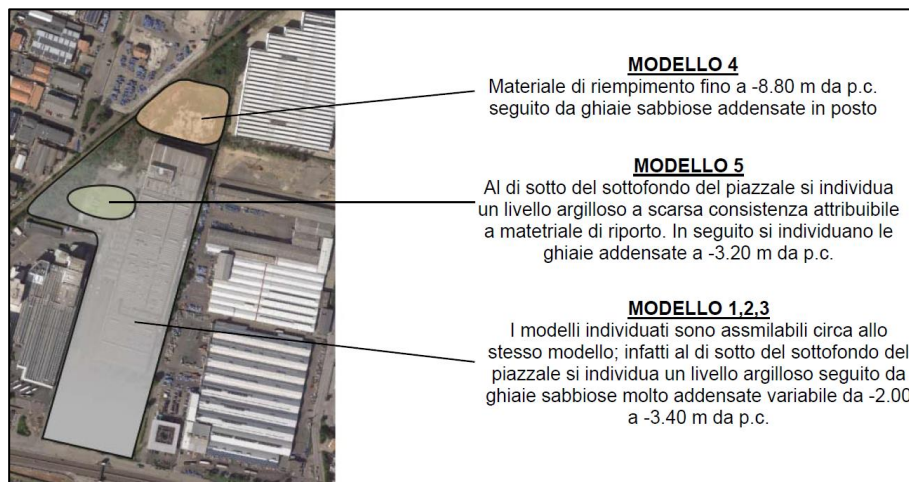 MODELLO 4
Materiale di riempimento fino a -8.80 m da p.c.
seguito da ghiaie sabbiose addensate in posto
MODELLO 5
Al di sotto del sottofondo del piazzale si individua
un livello argilloso a scarsa consistenza attribuibile
a matetriale di riporto. In seguito si individuano le
ghiaie addensate a -3.20 m da p.c.
MODELLO 1,2,3
I modelli individuati sono assmilabili circa allo
stesso modello; infatti al di sotto del sottofondo del
piazzale si individua un livello argilloso seguito da
ghiaie sabbiose molto addensate variabile da -2.00
a -3.40 m da p.c.